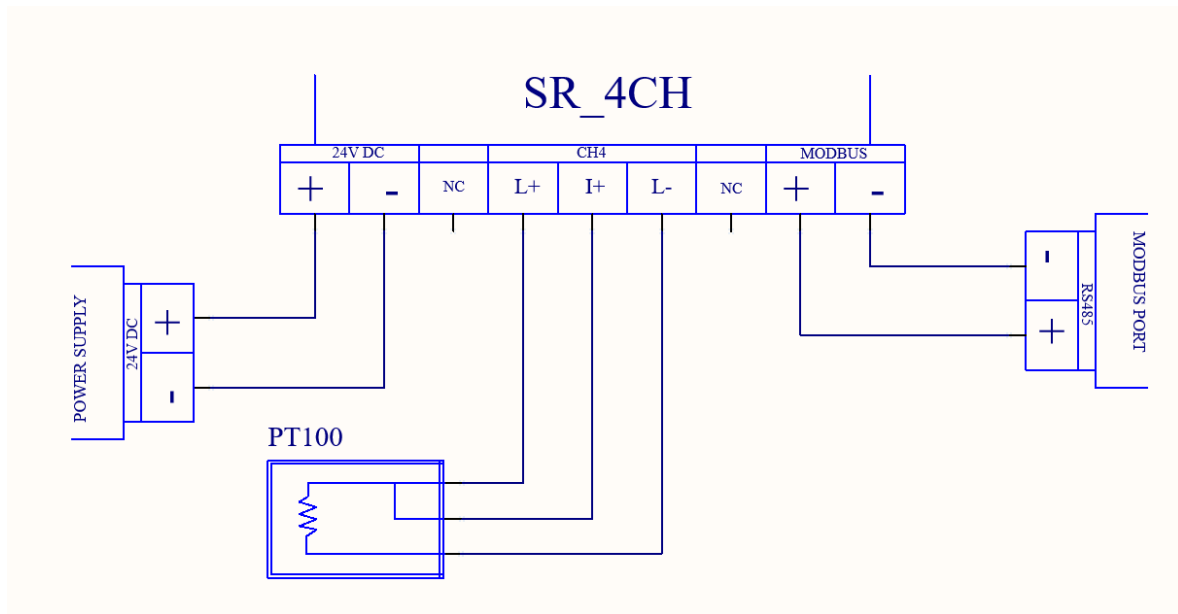 SR_4CH
24V DC CH4 MODBUS
+ - NC L+ I+ L- NC + -
POWER SUPPLY
24V DC
+
-
PT100
-
+
RS485
MODBUS PORT